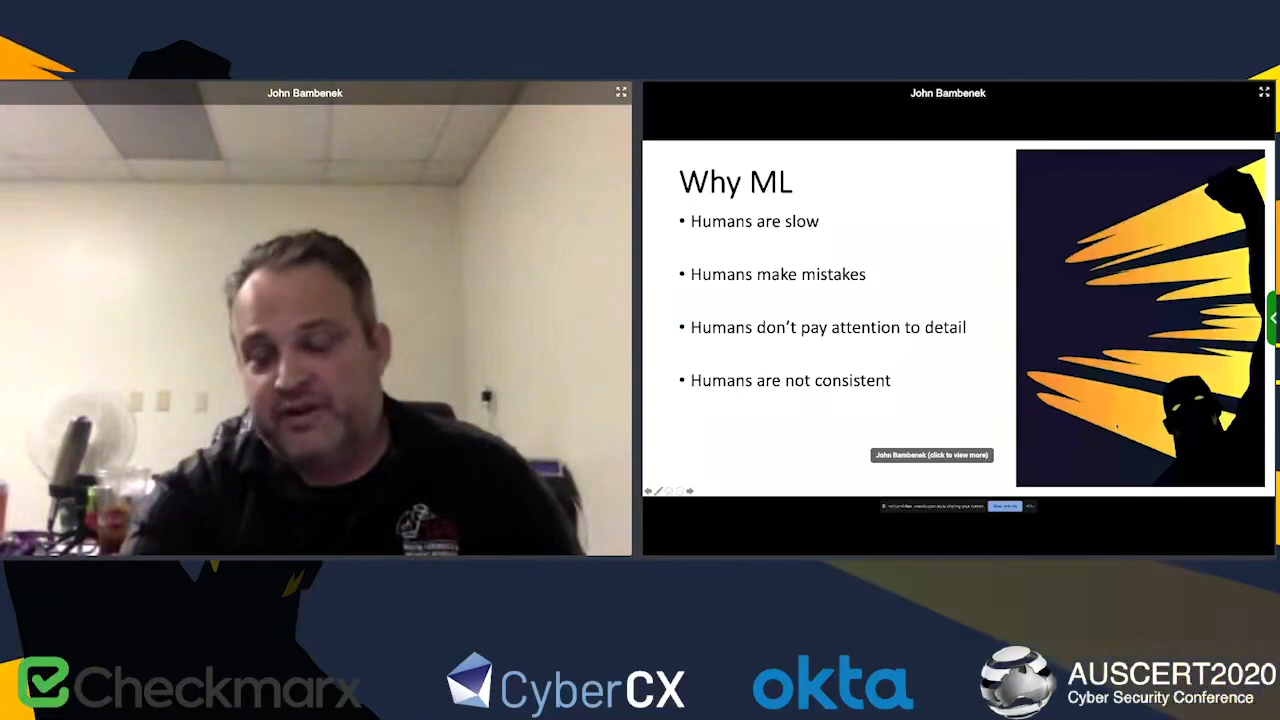 John Bambenek
John Bambenek
Why ML
• Humans are slow
• Humans make mistakes
• Humans don’t pay attention to detail
• Humans are not consistent
John Bambenek (click to view more)
Checkmarx
CyberCX
okta
AUSCERT2020
Cyber Security Conference